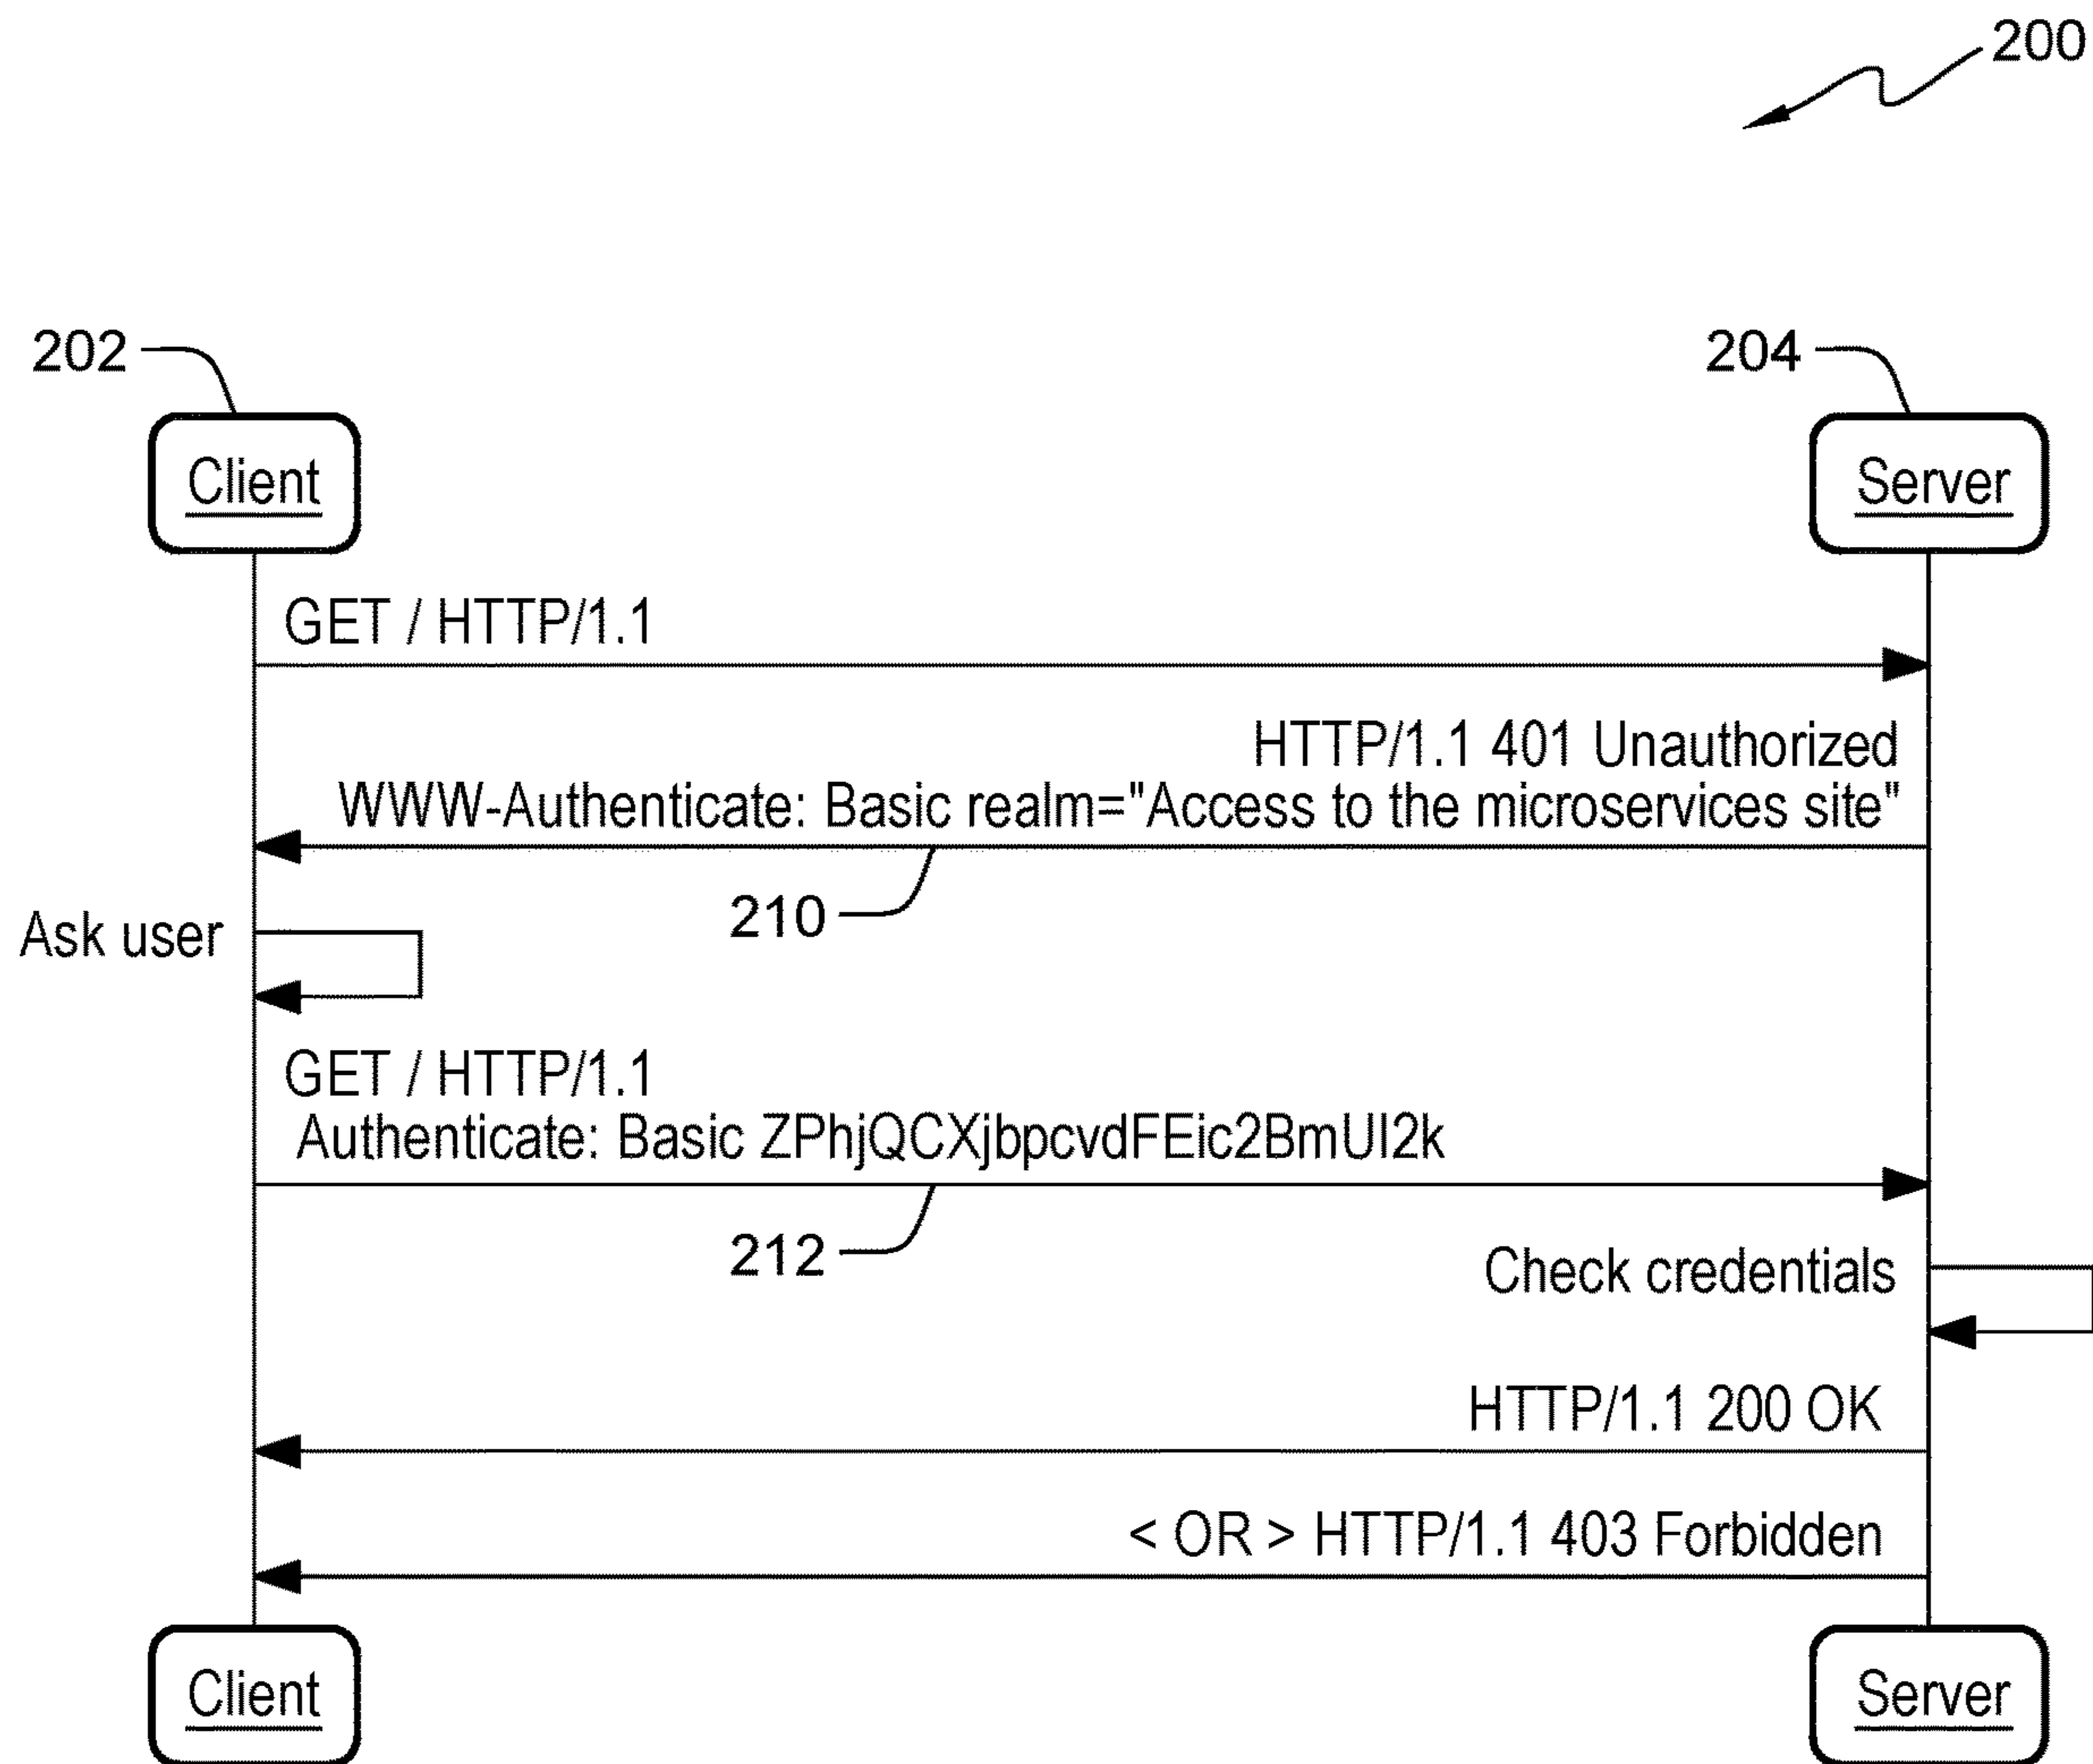 200
202
204
Client
Server
GET / HTTP/1.1
HTTP/1.1 401 Unauthorized
WWW-Authenticate: Basic realm="Access to the microservices site"
210
Ask user
GET / HTTP/1.1
Authenticate: Basic ZPhjQCXjbpcvdFEic2BmUI2k
212
Check credentials
HTTP/1.1 200 OK
< OR > HTTP/1.1 403 Forbidden
Client
Server